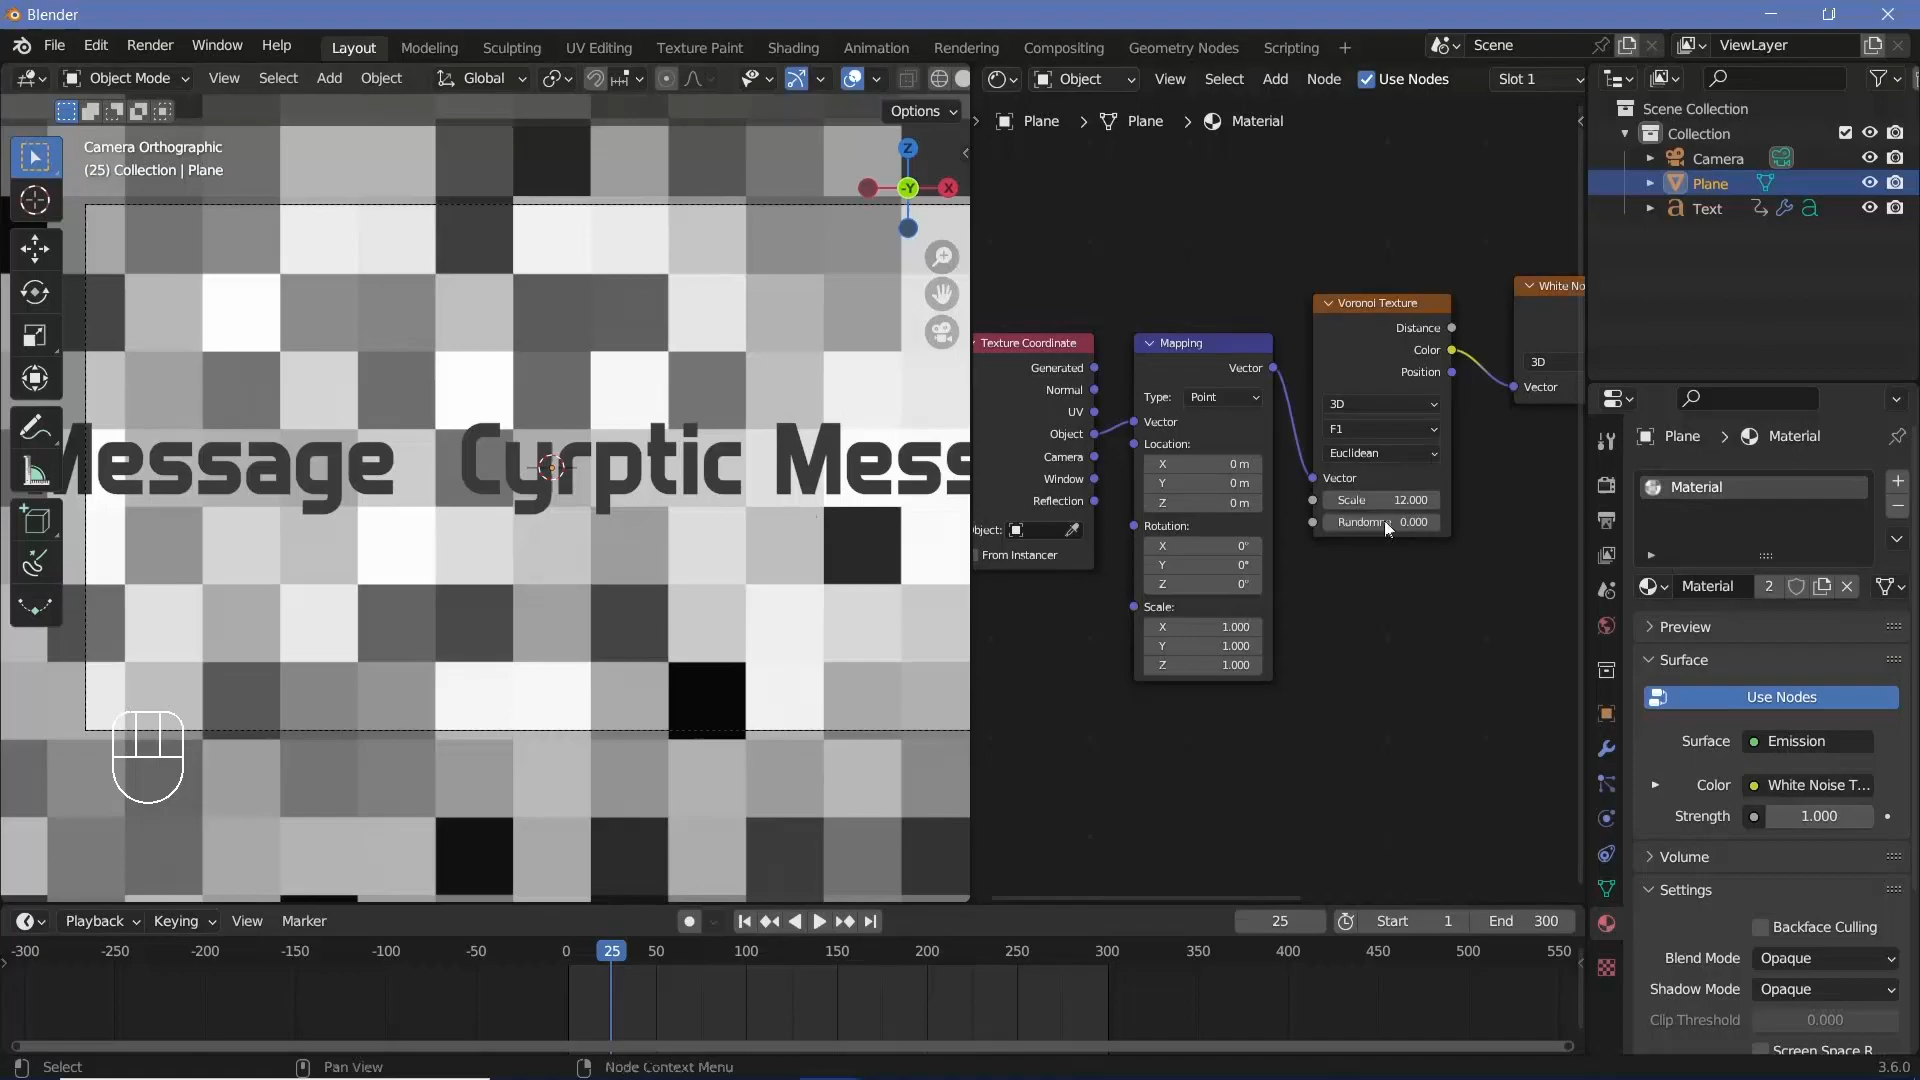 Blender
File Edit Render Window Help
Layout Modeling Sculpting UV Editing Texture Paint Shading Animation Rendering Compositing Geometry Nodes Scripting +
Scene
ViewLayer
Object Mode View Select Add Object Global
Object View Select Add Node Use Nodes Slot 1
Options
Camera Orthographic
(25) Collection | Plane
Z
-Y
X
Plane > Plane > Material
Scene Collection
Collection
Camera
Plane
Text
Message Cyrptic Mess
Texture Coordinate
Generated
Normal
UV
Object
Camera
Window
Reflection
bject:
From Instancer
Mapping
Vector
Type: Point
Vector
Location:
X 0 m
Y 0 m
Z 0 m
Rotation:
X 0°
Y 0°
Z 0°
Scale:
X 1.000
Y 1.000
Z 1.000
Voronoi Texture
Distance
Color
Position
3D
F1
Euclidean
Vector
Scale 12.000
Randomne 0.000
White No
3D
Vector
Plane > Material
Material
Material 2
Preview
Surface
Use Nodes
Surface Emission
Color White Noise T...
Strength 1.000
Volume
Settings
Backface Culling
Blend Mode Opaque
Shadow Mode Opaque
Clip Threshold 0.000
Screen Space R
Playback Keying View Marker
25
Start 1 End 300
-300 -250 -200 -150 -100 -50 0 25 50 100 150 200 250 300 350 400 450 500 550
Select Pan View Node Context Menu
3.6.0